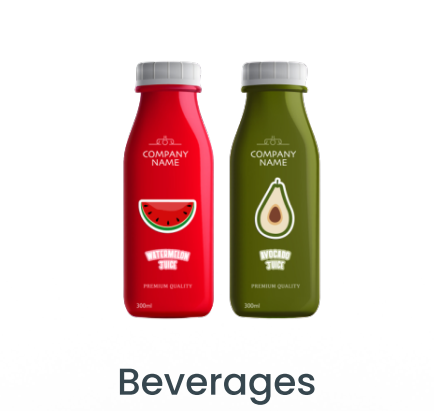 COMPANY
NAME
WATERMELON
JUICE
PREMIUM QUALITY
300ml
COMPANY
NAME
AVOCADO
JUICE
PREMIUM QUALITY
300ml
Beverages